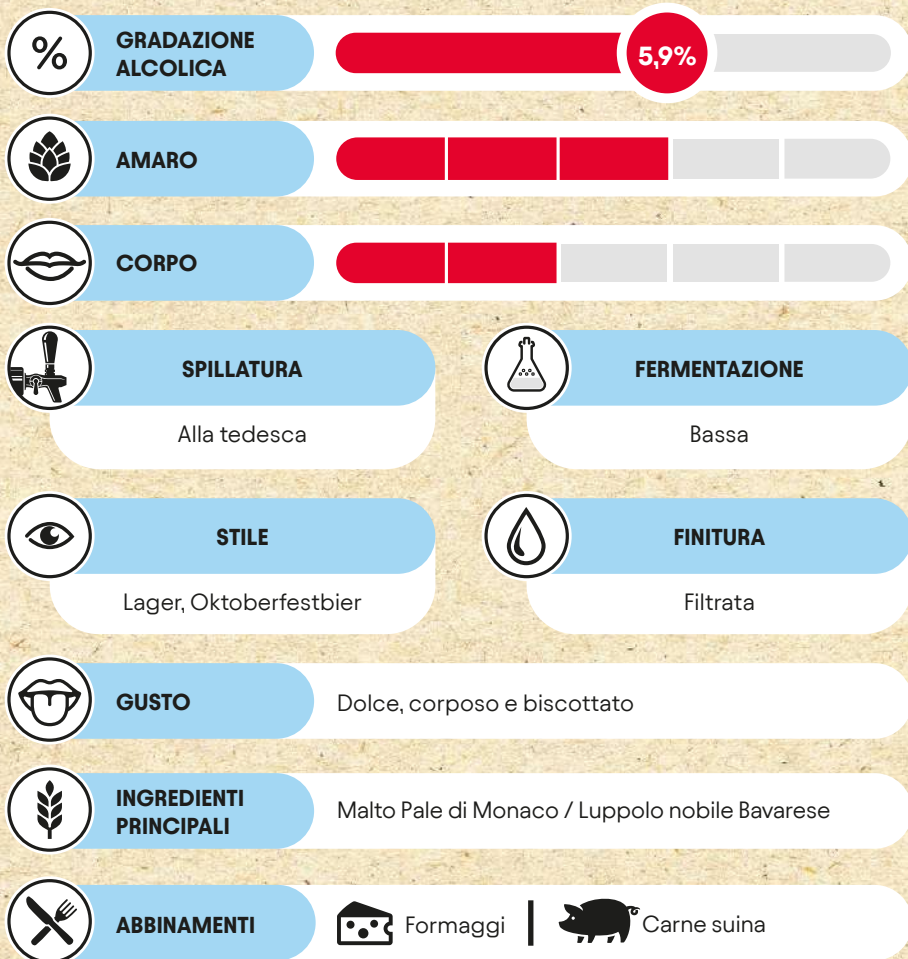 %
GRADAZIONE
ALCOLICA
5,9%
AMARO
CORPO
SPILLATURA
Alla tedesca
FERMENTAZIONE
Bassa
STILE
Lager, Oktoberfestbier
FINITURA
Filtrata
GUSTO
Dolce, corposo e biscottato
INGREDIENTI
PRINCIPALI
Malto Pale di Monaco / Luppolo nobile Bavarese
ABBINAMENTI
Formaggi
Carne suina